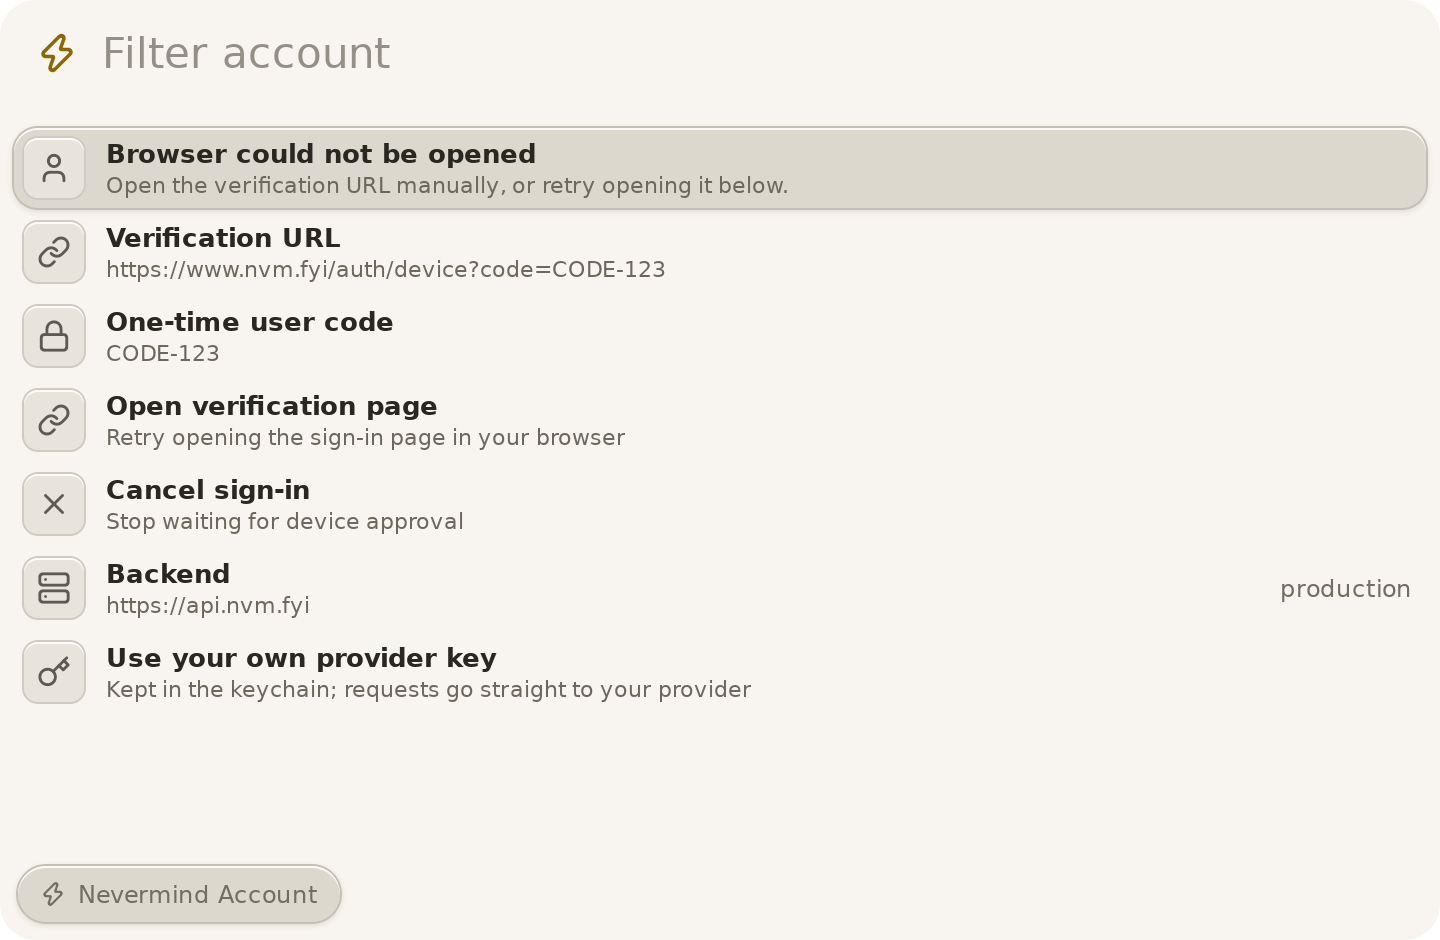 Filter account
Browser could not be opened
Open the verification URL manually, or retry opening it below.
Verification URL
https://www.nvm.fyi/auth/device?code=CODE-123
One-time user code
CODE-123
Open verification page
Retry opening the sign-in page in your browser
Cancel sign-in
Stop waiting for device approval
Backend
https://api.nvm.fyi
production
Use your own provider key
Kept in the keychain; requests go straight to your provider
Nevermind Account